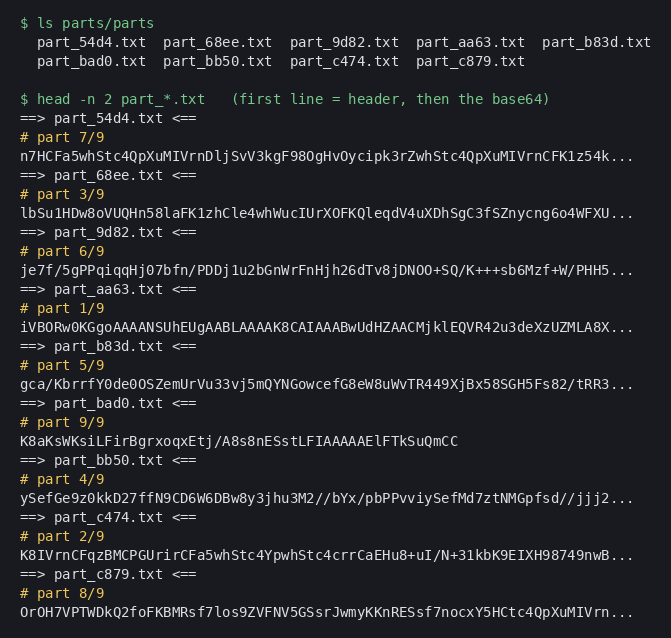 $ ls parts/parts
part_54d4.txt  part_68ee.txt  part_9d82.txt  part_aa63.txt  part_b83d.txt
part_bad0.txt  part_bb50.txt  part_c474.txt  part_c879.txt
$ head -n 2 part_*.txt   (first line = header, then the base64)
==> part_54d4.txt <==
# part 7/9
n7HCFa5whStc4QpXuMIVrnDljSvV3kgF98OgHvOycipk3rZwhStc4QpXuMIVrnCFK1z54k...
==> part_68ee.txt <==
# part 3/9
lbSu1HDw8oVUQHn58laFK1zhCle4whWucIUrXOFKQleqdV4uXDhSgC3fSZnycng6o4WFXU...
==> part_9d82.txt <==
# part 6/9
je7f/5gPPqiqqHj07bfn/PDDj1u2bGnWrFnHjh26dTv8jDNOO+SQ/K+++sb6Mzf+W/PHH5...
==> part_aa63.txt <==
# part 1/9
iVBORw0KGgoAAAANSUhEUgAABLAAAAK8CAIAAABwUdHZAACMjklEQVR42u3deXzUZMLA8X...
==> part_b83d.txt <==
# part 5/9
gca/KbrrfY0de0OSZemUrVu33vj5mQYNGowcefG8eW8uWvTR449XjBx58SGH5Fs82/tRR3...
==> part_bad0.txt <==
# part 9/9
K8aKsWKsiLFirBgrxoqxEtj/A8s8nESstLFIAAAAAElFTkSuQmCC
==> part_bb50.txt <==
# part 4/9
ySefGe9z0kkD27ffN9CD6W6DBw8y3jhu3M2//bYx/pbPPvviySefMd7ztNMGpfsd//jjj2...
==> part_c474.txt <==
# part 2/9
K8IVrnCFqzBMCPGUrirCFa5whStc4YpwhStc4crrCaEHu8+uI/N+31kbK9EIXH98749nwB...
==> part_c879.txt <==
# part 8/9
OrOH7VPTWDkQ2foFKBMRsf7los9ZVFNV5GSsrJwmyKKnRESsf7nocxY5HCtc4QpXuMIVrn...